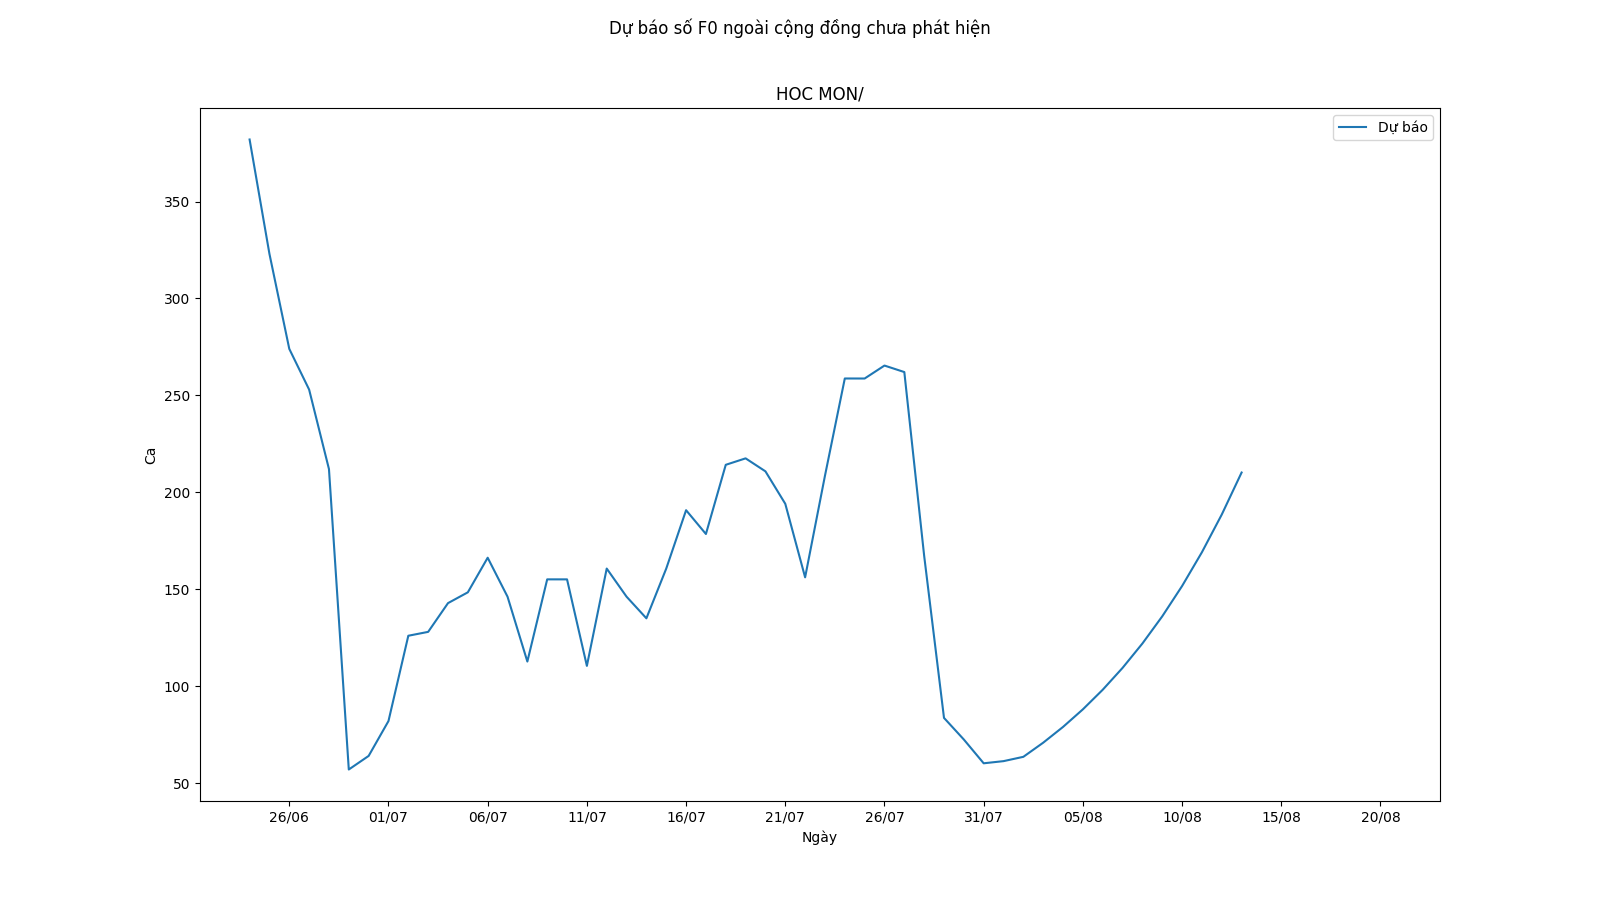 Dự báo số F0 ngoài cộng đồng chưa phát hiện
HOC MON/
Dự báo
350
300
250
200
150
100
50
Ca
26/06 01/07 06/07 11/07 16/07 21/07 26/07 31/07 05/08 10/08 15/08 20/08
Ngày